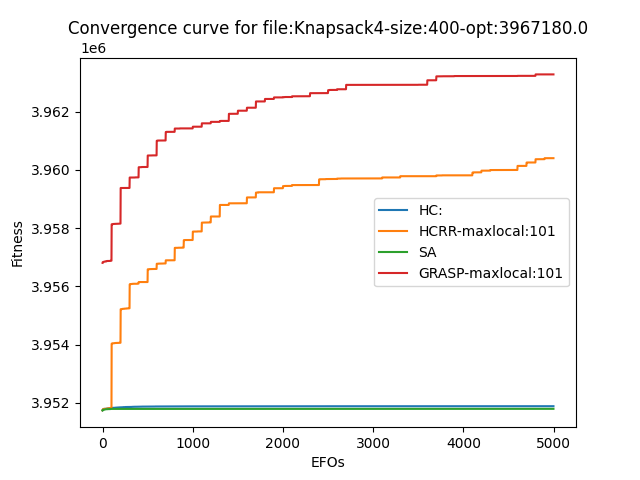 Convergence curve for file:Knapsack4-size:400-opt:3967180.0
1e6
3.962
3.960
3.958
3.956
3.954
3.952
Fitness
HC:
HCRR-maxlocal:101
SA
GRASP-maxlocal:101
0 1000 2000 3000 4000 5000
EFOs